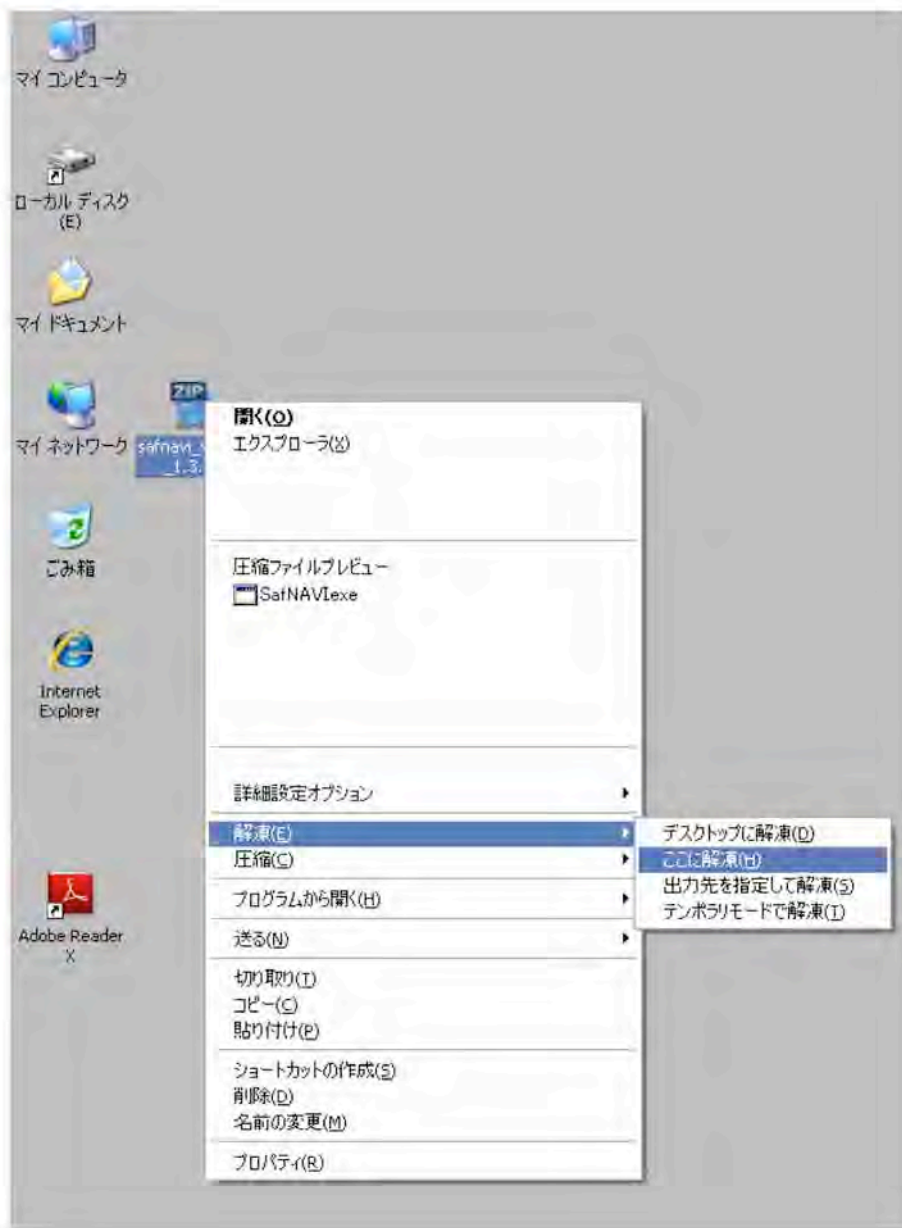 マイ コンピュータ
ローカル ディスク
(E)
マイ ドキュメント
マイ ネットワーク
ZIP
safnavi_
_1.3.
ごみ箱
Internet
Explorer
Adobe Reader
X
開く(O)
エクスプローラ(X)
圧縮ファイルプレビュー
SafNAVI.exe
詳細設定オプション
解凍(E)
圧縮(C)
プログラムから開く(H)
送る(N)
切り取り(T)
コピー(C)
貼り付け(P)
ショートカットの作成(S)
削除(D)
名前の変更(M)
プロパティ(R)
デスクトップに解凍(D)
ここに解凍(H)
出力先を指定して解凍(S)
テンポラリモードで解凍(T)